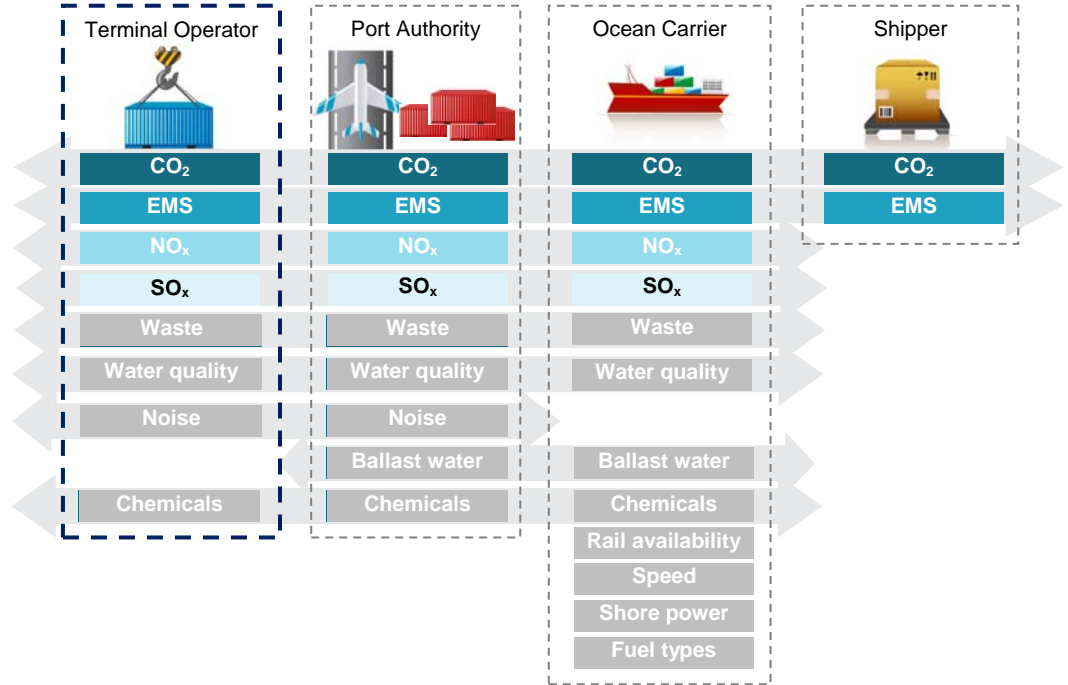 Terminal Operator
Port Authority
Ocean Carrier
Shipper
CO₂
CO₂
CO₂
CO₂
EMS
EMS
EMS
EMS
NOₓ
NOₓ
NOₓ
SOₓ
SOₓ
SOₓ
Waste
Waste
Waste
Water quality
Water quality
Water quality
Noise
Noise
Ballast water
Ballast water
Chemicals
Chemicals
Chemicals
Rail availability
Speed
Shore power
Fuel types